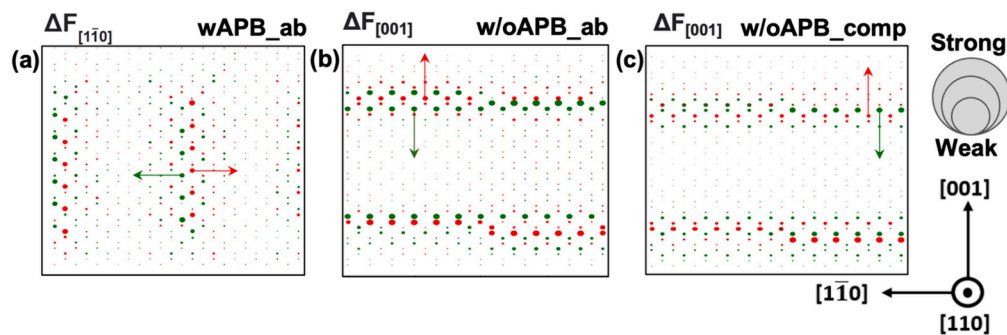 (a) ΔF[11̅0] wAPB_ab
(b) ΔF[001] w/oAPB_ab
(c) ΔF[001] w/oAPB_comp
Strong
Weak
[001]
[11̅0]
[110]